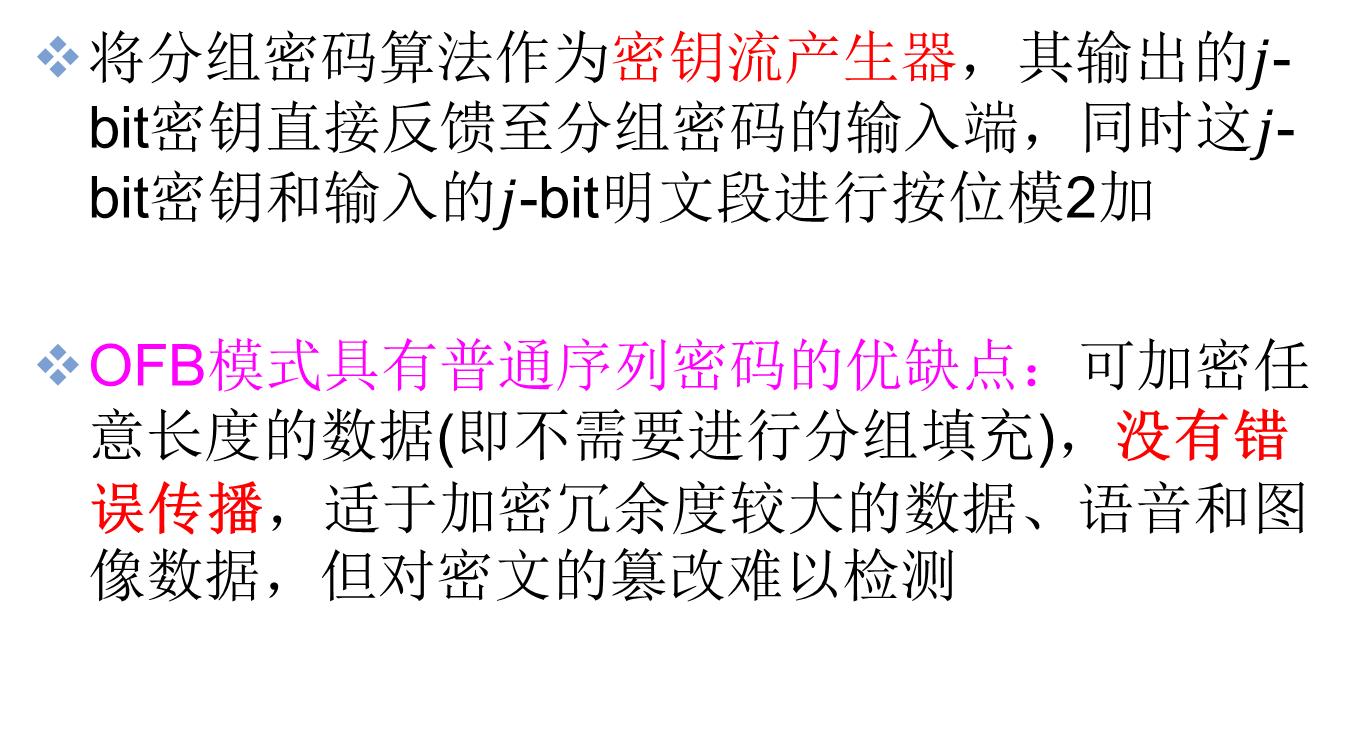 ❖将分组密码算法作为密钥流产生器，其输出的j-
bit密钥直接反馈至分组密码的输入端，同时这j-
bit密钥和输入的j-bit明文段进行按位模2加
❖OFB模式具有普通序列密码的优缺点：可加密任
意长度的数据(即不需要进行分组填充)，没有错
误传播，适于加密冗余度较大的数据、语音和图
像数据，但对密文的篡改难以检测